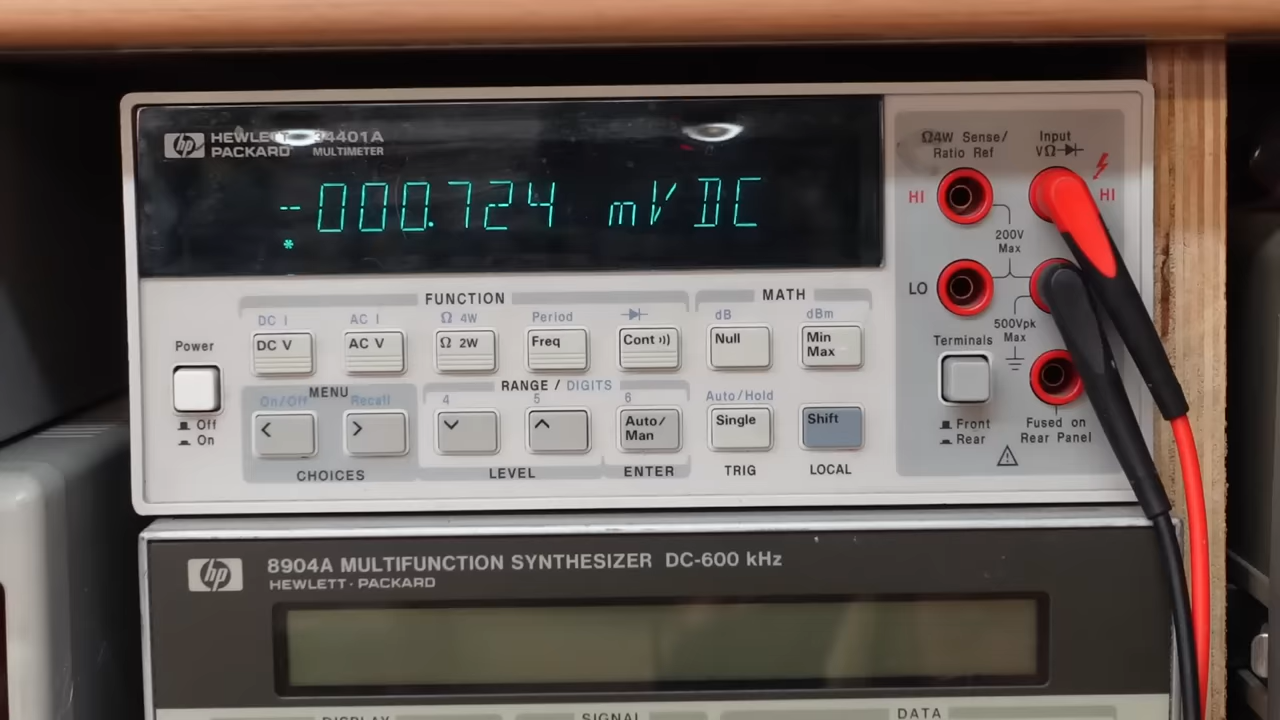 hp HEWLETT PACKARD 34401A MULTIMETER
-000.724 mVDC
*
Ω4W Sense/
Ratio Ref
Input
VΩ
HI
HI
200V
Max
LO
500Vpk
Max
Terminals
Front
Rear
Fused on
Rear Panel
FUNCTION
MATH
DC I
AC I
Ω 4W
Period
dB
dBm
Power
DC V
AC V
Ω 2W
Freq
Cont
Null
Min
Max
Off
On
MENU
RANGE / DIGITS
On/Off
Recall
4
5
6
Auto/Hold
<
>
Auto/
Man
Single
Shift
CHOICES
LEVEL
ENTER
TRIG
LOCAL
hp 8904A MULTIFUNCTION SYNTHESIZER DC-600 kHz
HEWLETT·PACKARD
DISPLAY
SIGNAL
DATA